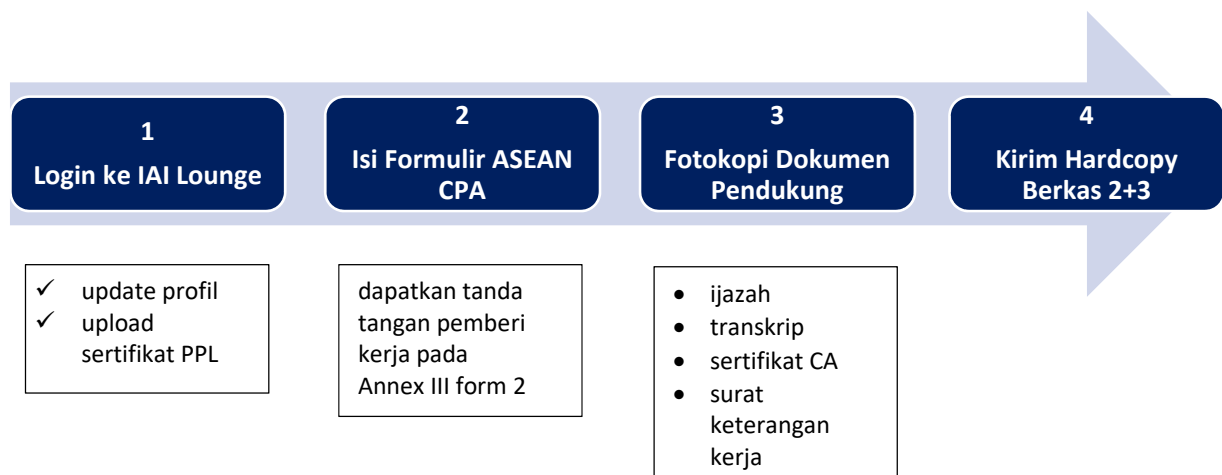 1
Login ke IAI Lounge
2
Isi Formulir ASEAN
CPA
3
Fotokopi Dokumen
Pendukung
4
Kirim Hardcopy
Berkas 2+3
✓ update profil
✓ upload
sertifikat PPL
dapatkan tanda
tangan pemberi
kerja pada
Annex III form 2
• ijazah
• transkrip
• sertifikat CA
• surat
keterangan
kerja